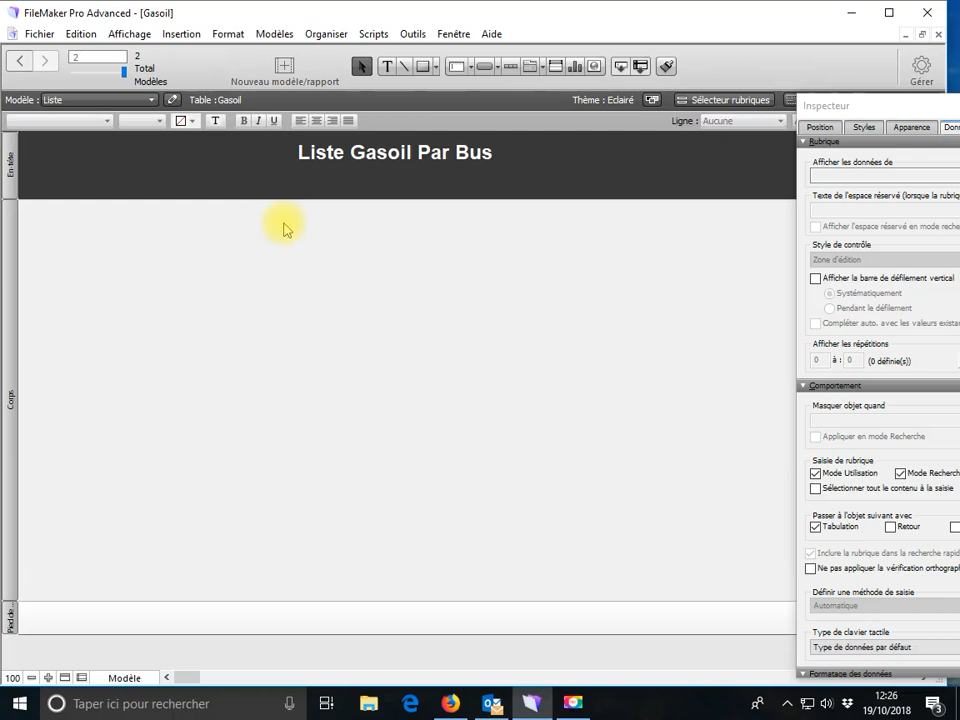 FileMaker Pro Advanced - [Gasoil]
Fichier Edition Affichage Insertion Format Modèles Organiser Scripts Outils Fenêtre Aide
2
2
Total
Modèles
Nouveau modèle/rapport
Gérer
Modèle : Liste Table : Gasoil Thème : Eclairé Sélecteur rubriques
T B I U Ligne : Aucune
En-tête
Liste Gasoil Par Bus
Corps
Pied de...
Inspecteur
Position Styles Apparence Donn
Rubrique
Afficher les données de
Texte de l'espace réservé (lorsque la rubriq
Afficher l'espace réservé en mode reche
Style de contrôle
Zone d'édition
Afficher la barre de défilement vertical
Systématiquement
Pendant le défilement
Compléter auto. avec les valeurs existan
Afficher les répétitions
0 à : 0 (0 définie(s))
Comportement
Masquer objet quand
Appliquer en mode Recherche
Saisie de rubrique
Mode Utilisation Mode Recherch
Sélectionner tout le contenu à la saisie
Passer à l'objet suivant avec
Tabulation Retour
Inclure la rubrique dans la recherche rapid
Ne pas appliquer la vérification orthograph
Définir une méthode de saisie
Automatique
Type de clavier tactile
Type de données par défaut
Formatage des données
100 Modèle
Taper ici pour rechercher
12:26
19/10/2018
3